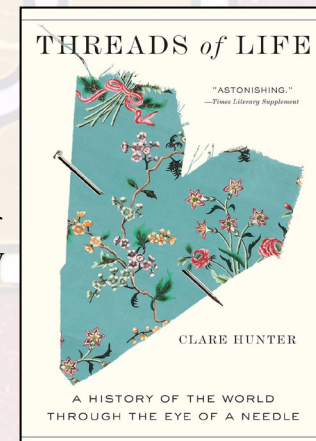 THREADS of LIFE
"ASTONISHING."
—Times Literary Supplement
CLARE HUNTER
A HISTORY OF THE WORLD
THROUGH THE EYE OF A NEEDLE